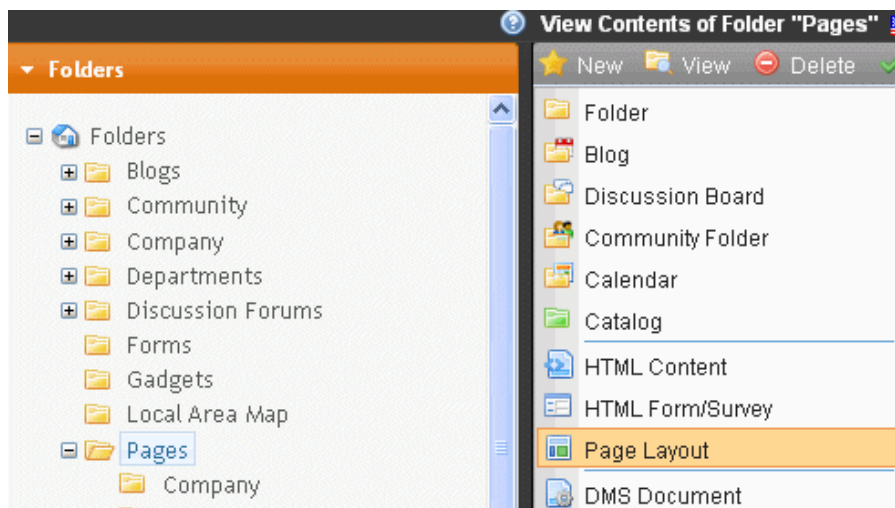 View Contents of Folder "Pages"
Folders
Folders
Blogs
Community
Company
Departments
Discussion Forums
Forms
Gadgets
Local Area Map
Pages
Company
New View Delete
Folder
Blog
Discussion Board
Community Folder
Calendar
Catalog
HTML Content
HTML Form/Survey
Page Layout
DMS Document